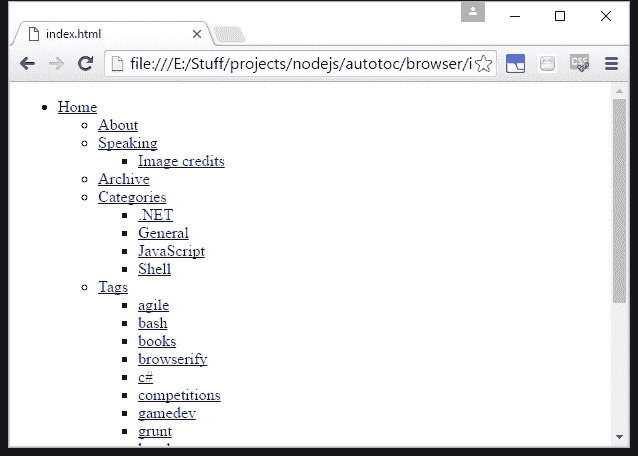 index.html
file:///E:/Stuff/projects/nodejs/autotoc/browser/i
Home
About
Speaking
Image credits
Archive
Categories
.NET
General
JavaScript
Shell
Tags
agile
bash
books
browserify
c#
competitions
gamedev
grunt